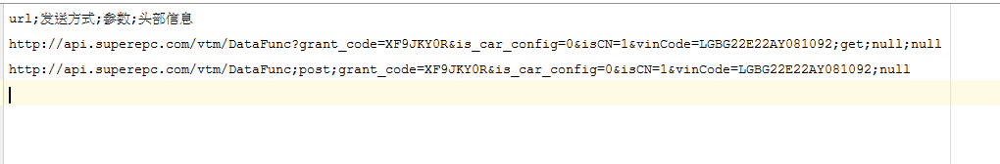 url;发送方式;参数;头部信息
http://api.superepc.com/vtm/DataFunc?grant_code=XF9JKY0R&is_car_config=0&isCN=1&vinCode=LGBG22E22AY081092;get;null;null
http://api.superepc.com/vtm/DataFunc;post;grant_code=XF9JKY0R&is_car_config=0&isCN=1&vinCode=LGBG22E22AY081092;null